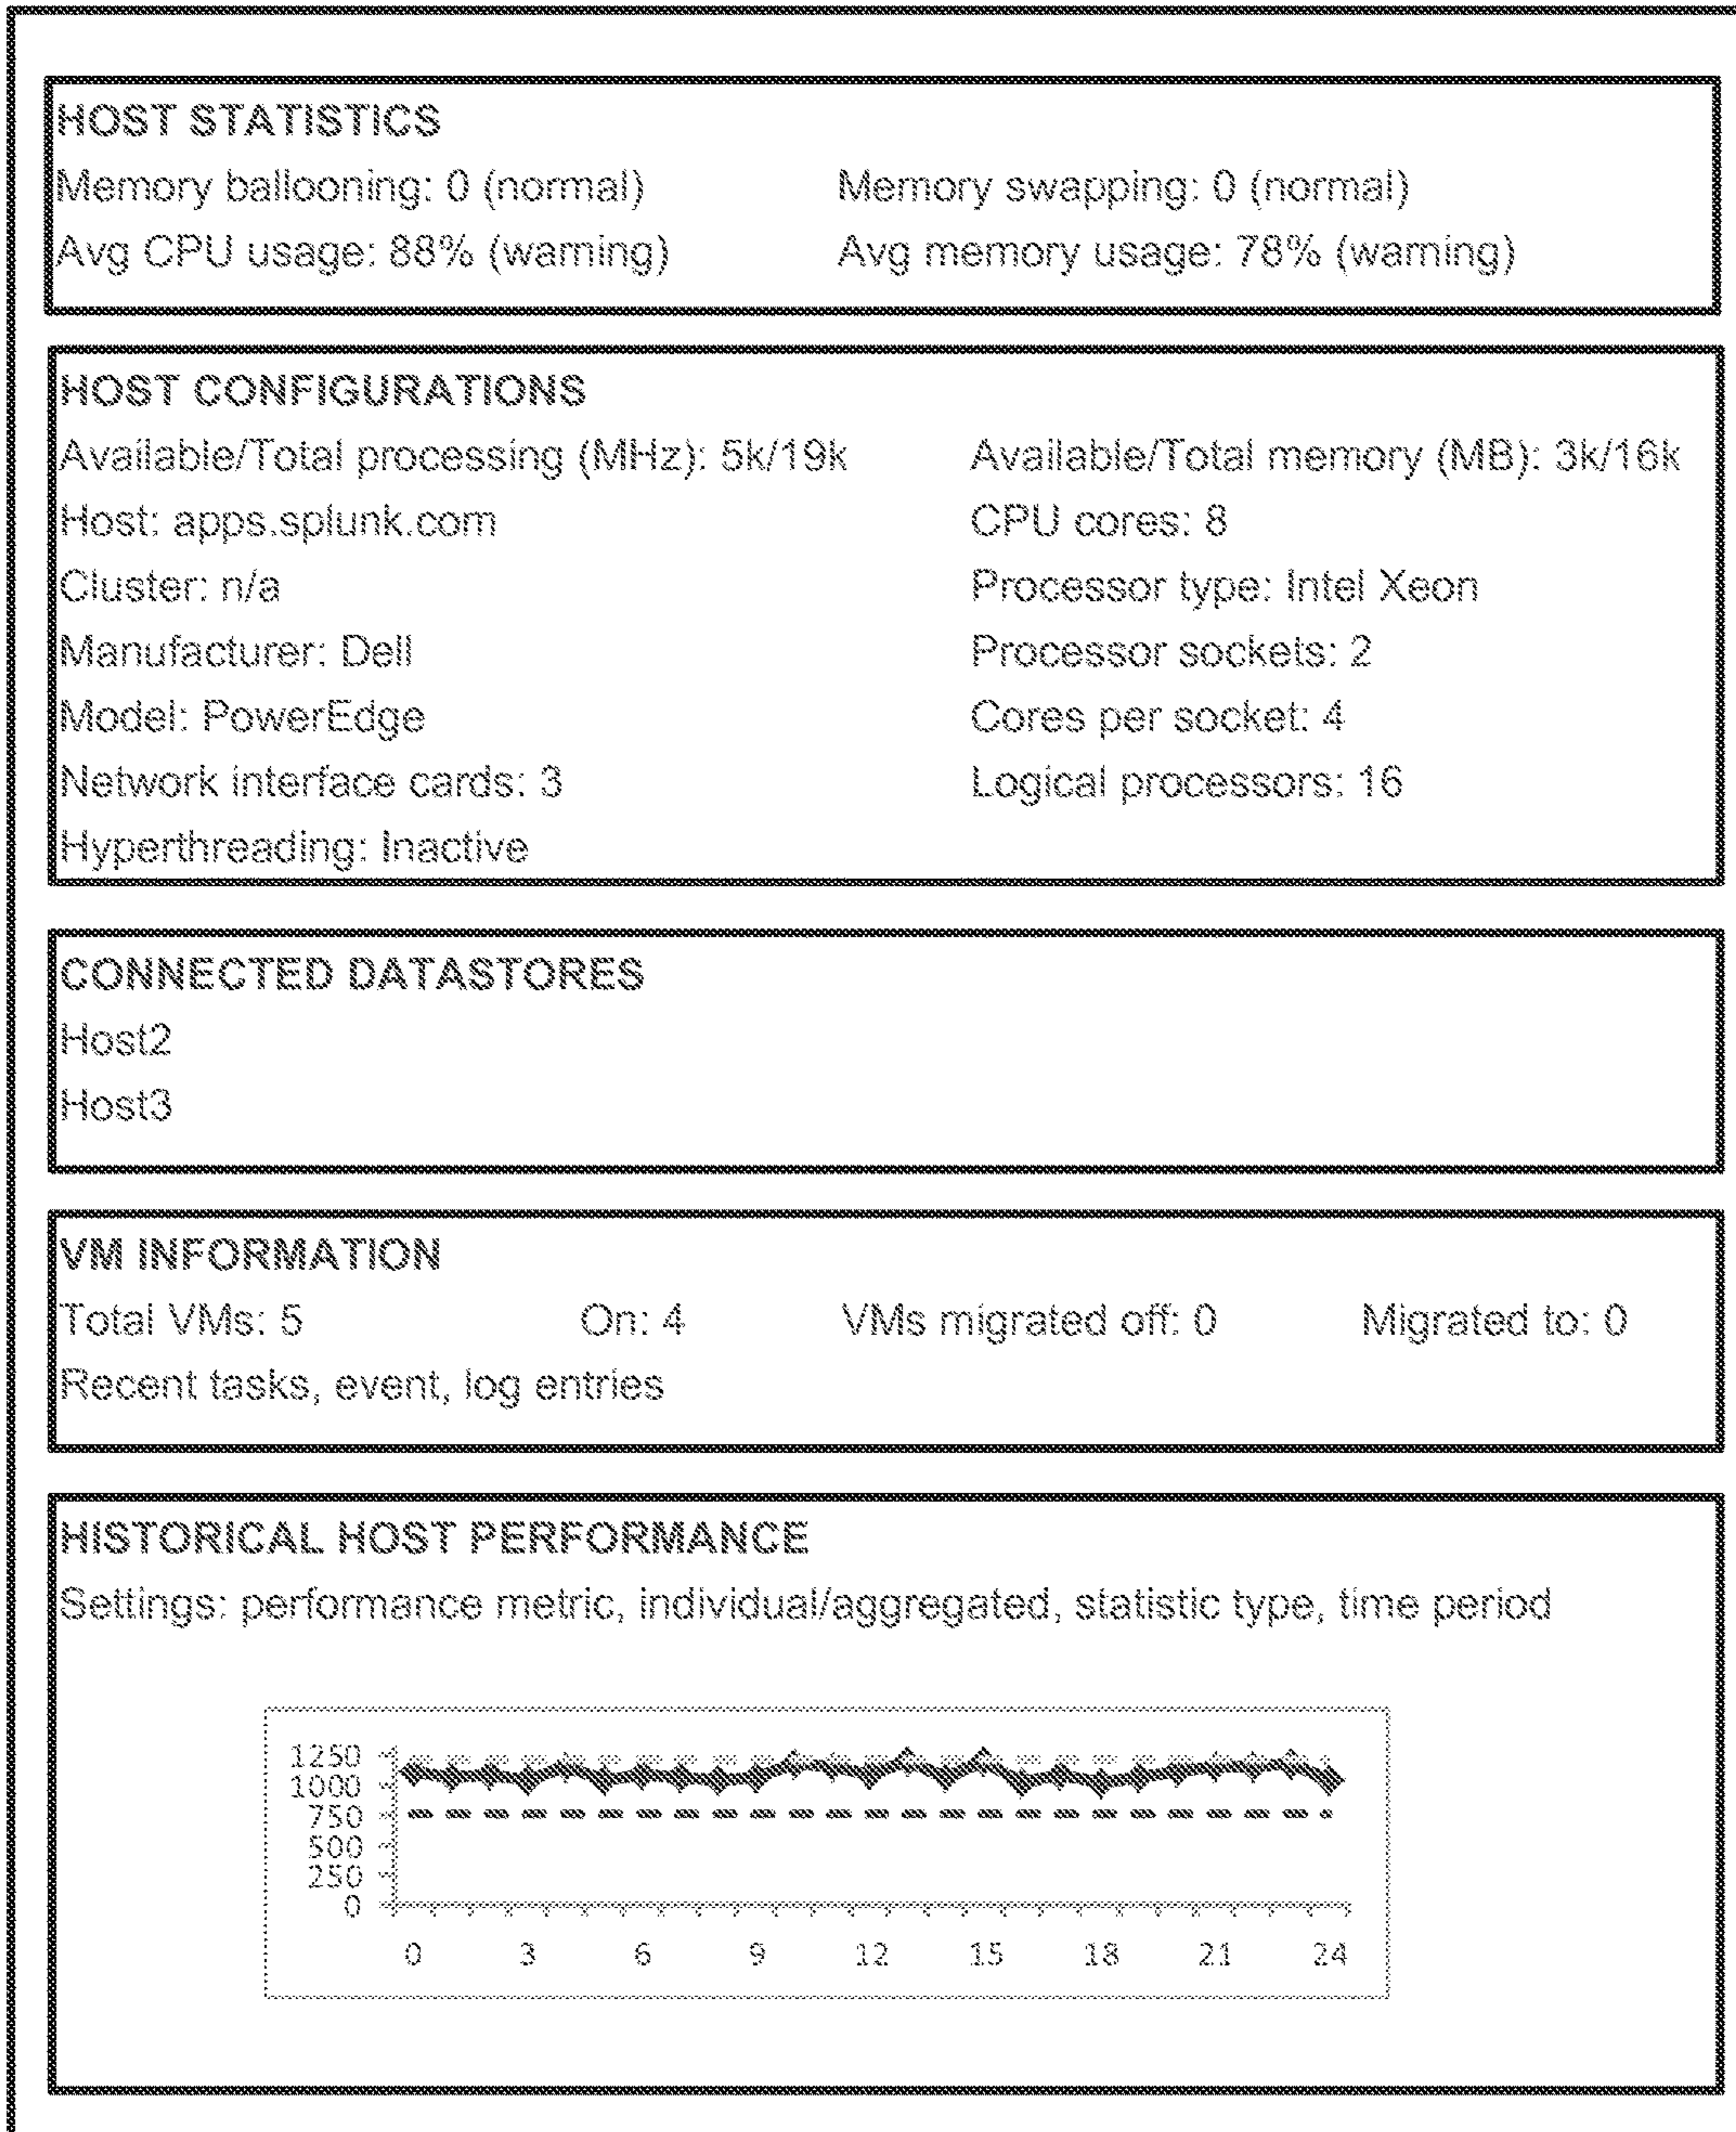 HOST STATISTICS
Memory ballooning: 0 (normal) Memory swapping: 0 (normal)
Avg CPU usage: 88% (warning) Avg memory usage: 78% (warning)
HOST CONFIGURATIONS
Available/Total processing (MHz): 5k/19k Available/Total memory (MB): 3k/16k
Host: apps.splunk.com CPU cores: 8
Cluster: n/a Processor type: Intel Xeon
Manufacturer: Dell Processor sockets: 2
Model: PowerEdge Cores per socket: 4
Network interface cards: 3 Logical processors: 16
Hyperthreading: Inactive
CONNECTED DATASTORES
Host2
Host3
VM INFORMATION
Total VMs: 5 On: 4 VMs migrated off: 0 Migrated to: 0
Recent tasks, event, log entries
HISTORICAL HOST PERFORMANCE
Settings: performance metric, individual/aggregated, statistic type, time period
1250
1000
750
500
250
0
0 3 6 9 12 15 18 21 24